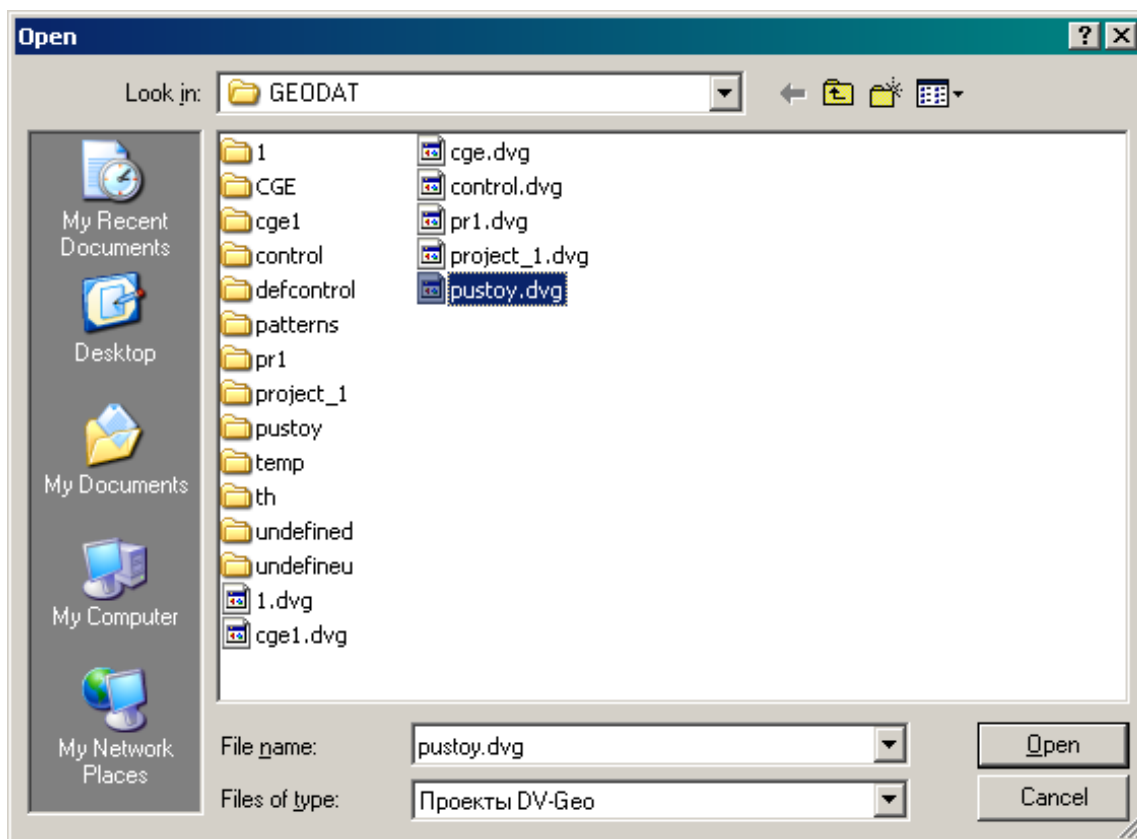 Open
Look in:
GEODAT
My Recent
Documents
Desktop
My Documents
My Computer
My Network
Places
1
CGE
cge1
control
defcontrol
patterns
pr1
project_1
pustoy
temp
th
undefined
undefineu
1.dvg
cge1.dvg
cge.dvg
control.dvg
pr1.dvg
project_1.dvg
pustoy.dvg
File name:
pustoy.dvg
Open
Files of type:
Проекты DV-Geo
Cancel